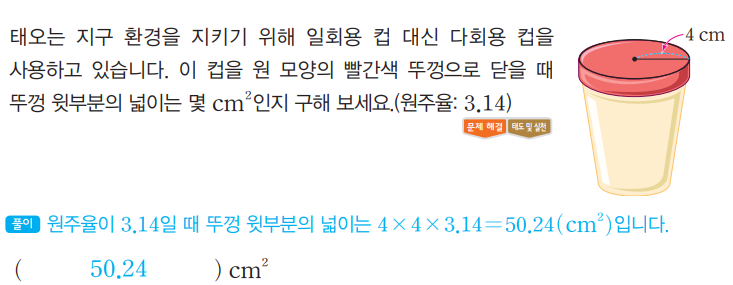 태오는 지구 환경을 지키기 위해 일회용 컵 대신 다회용 컵을
사용하고 있습니다. 이 컵을 원 모양의 빨간색 뚜껑으로 닫을 때
뚜껑 윗부분의 넓이는 몇 cm²인지 구해 보세요.(원주율: 3.14)
4 cm
문제 해결 태도 및 실천
풀이 원주율이 3.14일 때 뚜껑 윗부분의 넓이는 4×4×3.14=50.24(cm²)입니다.
( 50.24 ) cm²